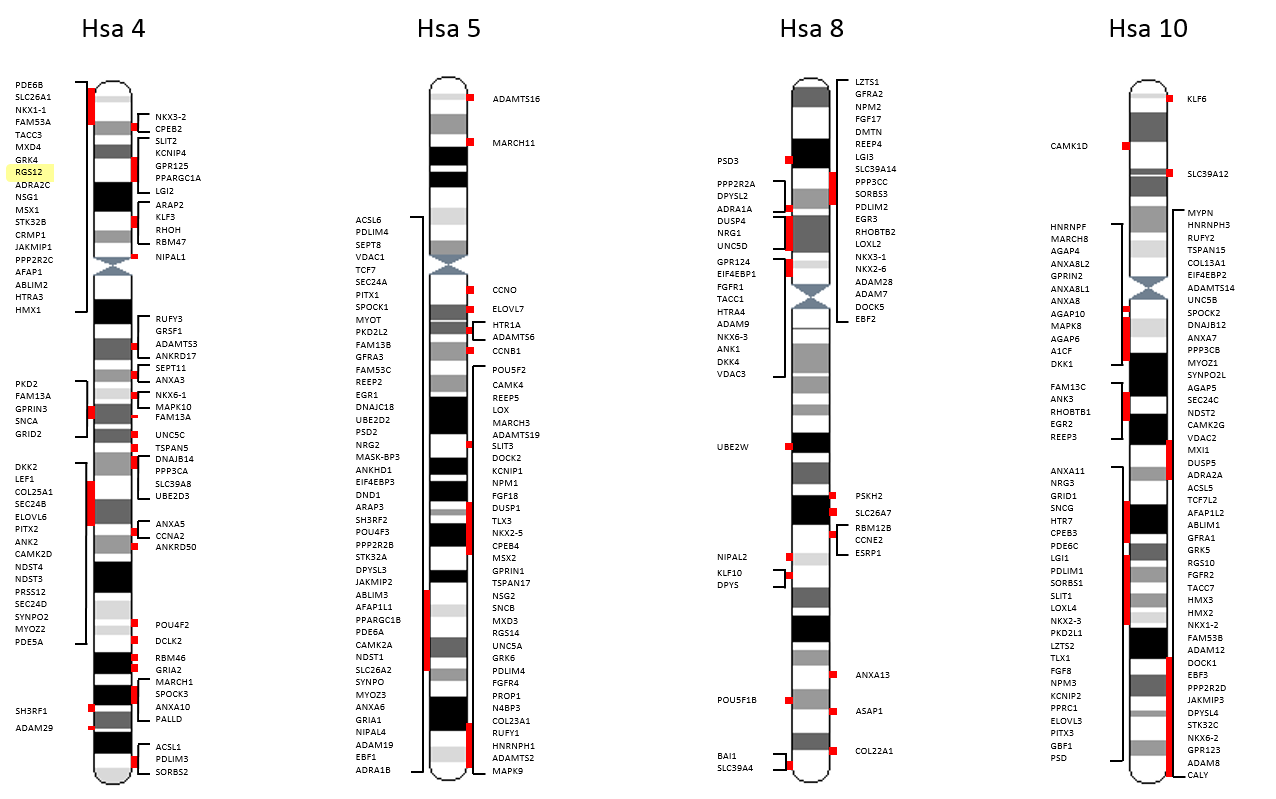 Hsa 4
PDE6B
SLC26A1
NKX1-1
FAM53A
TACC3
MXD4
GRK4
RGS12
ADRA2C
NSG1
MSX1
STK32B
CRMP1
JAKMIP1
PPP2R2C
AFAP1
ABLIM2
HTRA3
HMX1
PKD2
FAM13A
GPRIN3
SNCA
GRID2
DKK2
LEF1
COL25A1
SEC24B
ELOVL6
PITX2
ANK2
CAMK2D
NDST4
NDST3
PRSS12
SEC24D
SYNPO2
MYOZ2
PDE5A
SH3RF1
ADAM29
NKX3-2
CPEB2
SLIT2
KCNIP4
GPR125
PPARGC1A
LGI2
ARAP2
KLF3
RHOH
RBM47
NIPAL1
RUFY3
GRSF1
ADAMTS3
ANKRD17
SEPT11
ANXA3
NKX6-1
MAPK10
FAM13A
UNC5C
TSPAN5
DNAJB14
PPP3CA
SLC39A8
UBE2D3
ANXA5
CCNA2
ANKRD50
POU4F2
DCLK2
RBM46
GRIA2
MARCH1
SPOCK3
ANXA10
PALLD
ACSL1
PDLIM3
SORBS2
Hsa 5
ACSL6
PDLIM4
SEPT8
VDAC1
TCF7
SEC24A
PITX1
SPOCK1
MYOT
PKD2L2
FAM13B
GFRA3
FAM53C
REEP2
EGR1
DNAJC18
UBE2D2
PSD2
NRG2
MASK-BP3
ANKHD1
EIF4EBP3
DND1
ARAP3
SH3RF2
POU4F3
PPP2R2B
STK32A
DPYSL3
JAKMIP2
ABLIM3
AFAP1L1
PPARGC1B
PDE6A
CAMK2A
NDST1
SLC26A2
SYNPO
MYOZ3
ANXA6
GRIA1
NIPAL4
ADAM19
EBF1
ADRA1B
ADAMTS16
MARCH11
CCNO
ELOVL7
HTR1A
ADAMTS6
CCNB1
POU5F2
CAMK4
REEP5
LOX
MARCH3
ADAMTS19
SLIT3
DOCK2
KCNIP1
NPM1
FGF18
DUSP1
TLX3
NKX2-5
CPEB4
MSX2
GPRIN1
TSPAN17
NSG2
SNCB
MXD3
RGS14
UNC5A
GRK6
PDLIM4
FGFR4
PROP1
N4BP3
COL23A1
RUFY1
HNRNPH1
ADAMTS2
MAPK9
Hsa 8
PSD3
PPP2R2A
DPYSL2
ADRA1A
DUSP4
NRG1
UNC5D
GPR124
EIF4EBP1
FGFR1
TACC1
HTRA4
ADAM9
NKX6-3
ANK1
DKK4
VDAC3
UBE2W
NIPAL2
KLF10
DPYS
POU5F1B
BAI1
SLC39A4
LZTS1
GFRA2
NPM2
FGF17
DMTN
REEP4
LGI3
SLC39A14
PPP3CC
SORBS3
PDLIM2
EGR3
RHOBTB2
LOXL2
NKX3-1
NKX2-6
ADAM28
ADAM7
DOCK5
EBF2
PSKH2
SLC26A7
RBM12B
CCNE2
ESRP1
ANXA13
ASAP1
COL22A1
Hsa 10
CAMK1D
HNRNPF
MARCH8
AGAP4
ANXA8L2
GPRIN2
ANXA8L1
ANXA8
AGAP10
MAPK8
AGAP6
A1CF
DKK1
FAM13C
ANK3
RHOBTB1
EGR2
REEP3
ANXA11
NRG3
GRID1
SNCG
HTR7
CPEB3
PDE6C
LGI1
PDLIM1
SORBS1
SLIT1
LOXL4
NKX2-3
PKD2L1
LZTS2
TLX1
FGF8
NPM3
KCNIP2
PPRC1
ELOVL3
PITX3
GBF1
PSD
KLF6
SLC39A12
MYPN
HNRNPH3
RUFY2
TSPAN15
COL13A1
EIF4EBP2
ADAMTS14
UNC5B
SPOCK2
DNAJB12
ANXA7
PPP3CB
MYOZ1
SYNPO2L
AGAP5
SEC24C
NDST2
CAMK2G
VDAC2
MXI1
DUSP5
ADRA2A
ACSL5
TCF7L2
AFAP1L2
ABLIM1
GFRA1
GRK5
RGS10
FGFR2
TACC7
HMX3
HMX2
NKX1-2
FAM53B
ADAM12
DOCK1
EBF3
PPP2R2D
JAKMIP3
DPYSL4
STK32C
NKX6-2
GPR123
ADAM8
CALY